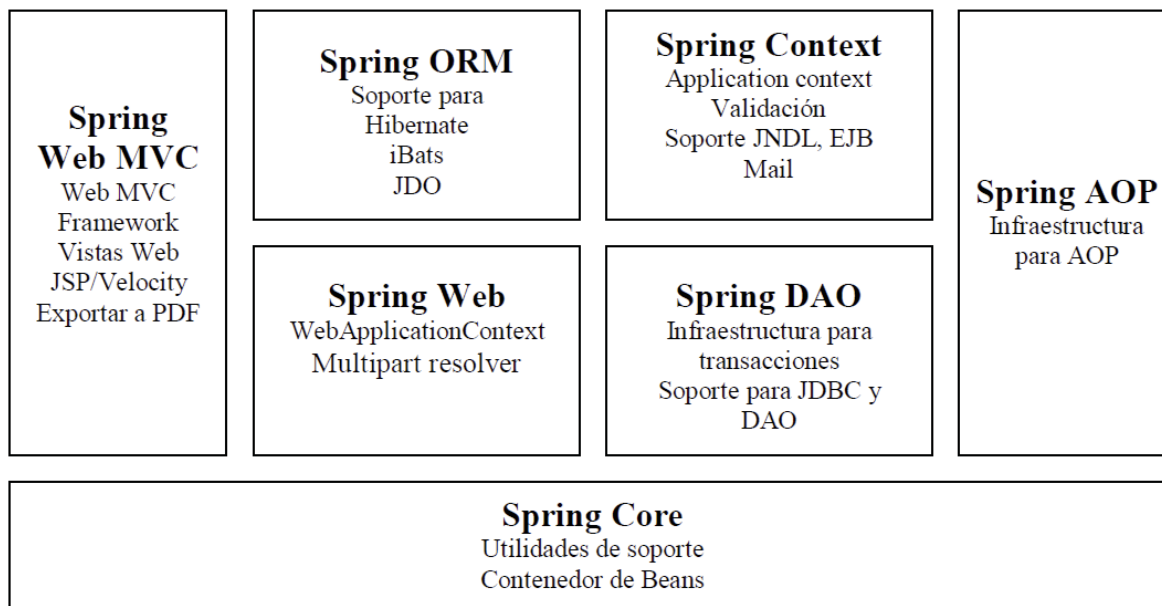 Spring
Web MVC
Web MVC
Framework
Vistas Web
JSP/Velocity
Exportar a PDF
Spring ORM
Soporte para
Hibernate
iBats
JDO
Spring Context
Application context
Validación
Soporte JNDL, EJB
Mail
Spring Web
WebApplicationContext
Multipart resolver
Spring DAO
Infraestructura para
transacciones
Soporte para JDBC y
DAO
Spring AOP
Infraestructura
para AOP
Spring Core
Utilidades de soporte
Contenedor de Beans